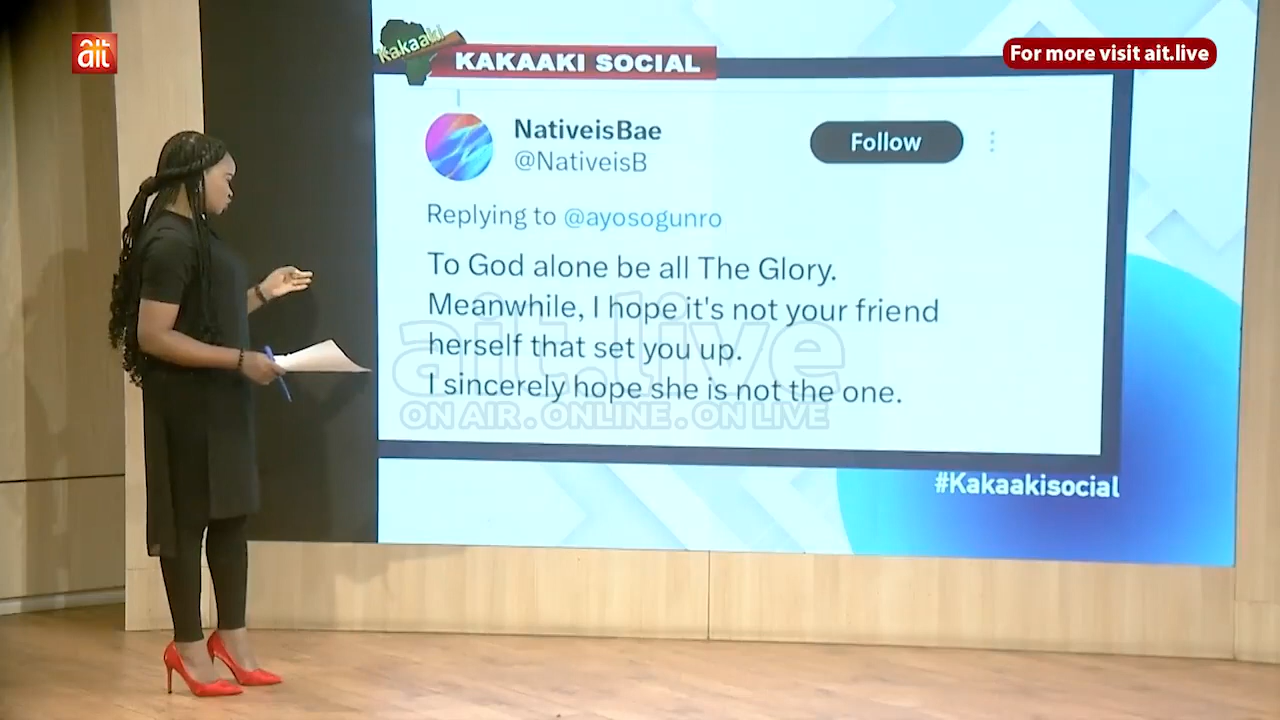 ait
Kakaaki
KAKAAKI SOCIAL
For more visit ait.live
NativeisBae
@NativeisB
Follow
Replying to @ayosogunro
To God alone be all The Glory.
Meanwhile, I hope it's not your friend
herself that set you up.
I sincerely hope she is not the one.
ait.live
ON AIR . ONLINE . ON LIVE
#Kakaakisocial